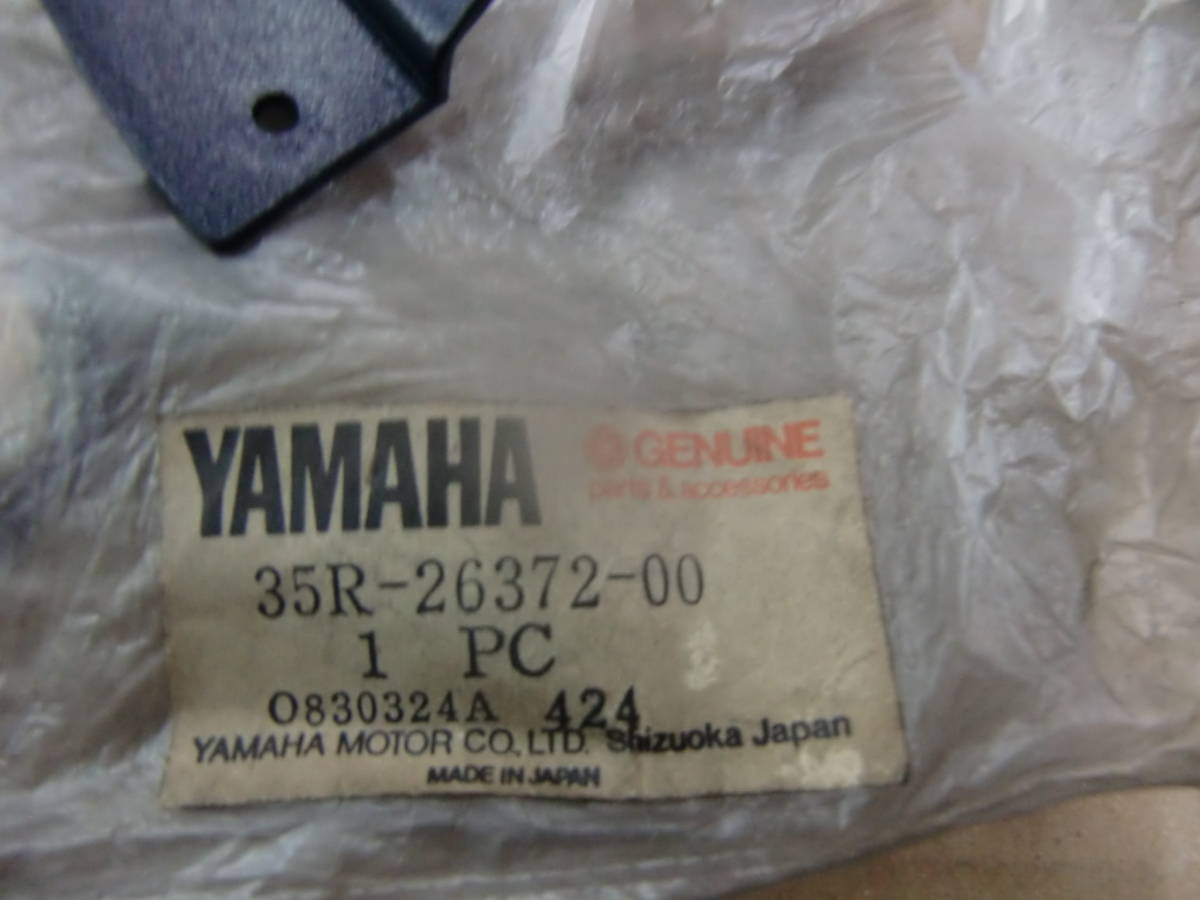 YAMAHA GENUINE
parts & accessories
35R-26372-00
1 PC
O830324A 424
YAMAHA MOTOR CO., LTD. Shizuoka Japan
MADE IN JAPAN